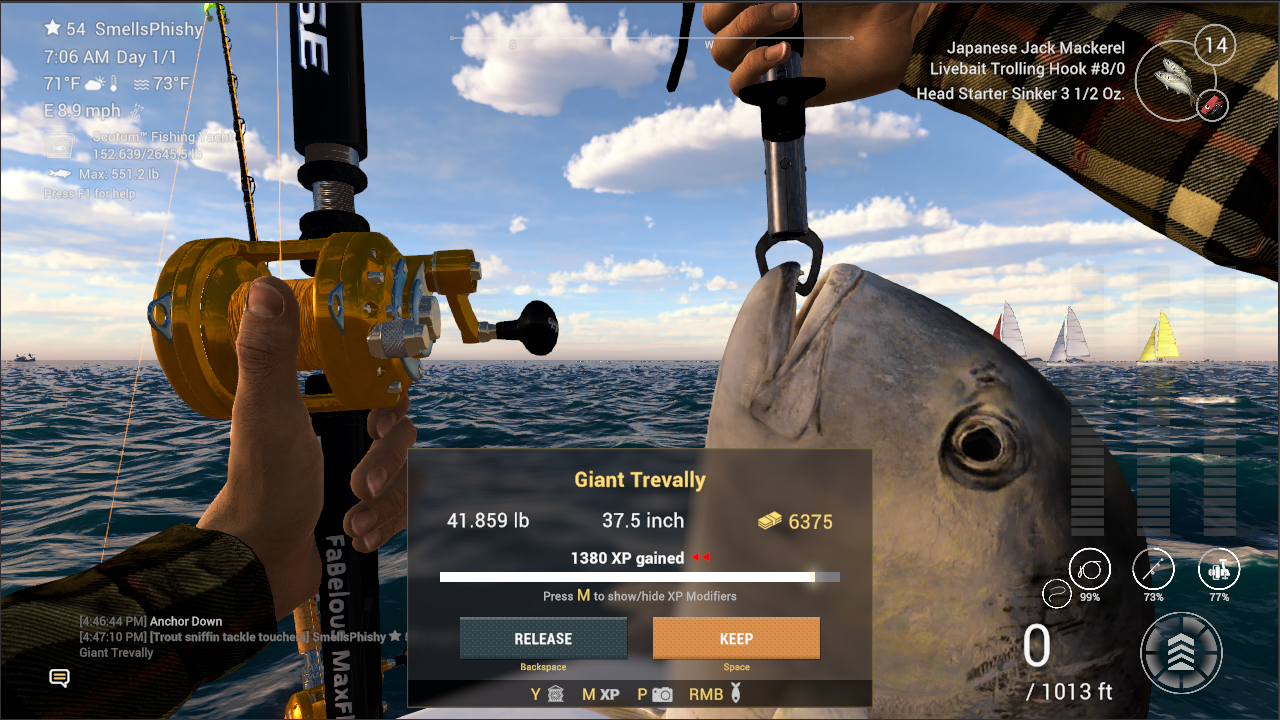 54 SmellsPhishy
7:06 AM Day 1/1
71°F 73°F
E 8.9 mph
Scutum™ Fishing Yacht
152.639/2645.5 lb
Max: 551.2 lb
Press F1 for help
S
W
Japanese Jack Mackerel
Livebait Trolling Hook #8/0
Head Starter Sinker 3 1/2 Oz.
14
SE
Giant Trevally
41.859 lb
37.5 inch
6375
1380 XP gained
Press M to show/hide XP Modifiers
RELEASE
KEEP
Backspace
Space
Y
M XP
P
RMB
FaBelou
MaxFl
[4:46:44 PM] Anchor Down
[4:47:10 PM] [Trout sniffin tackle touchers] SmellsPhishy
Giant Trevally
99%
73%
77%
0
/ 1013 ft